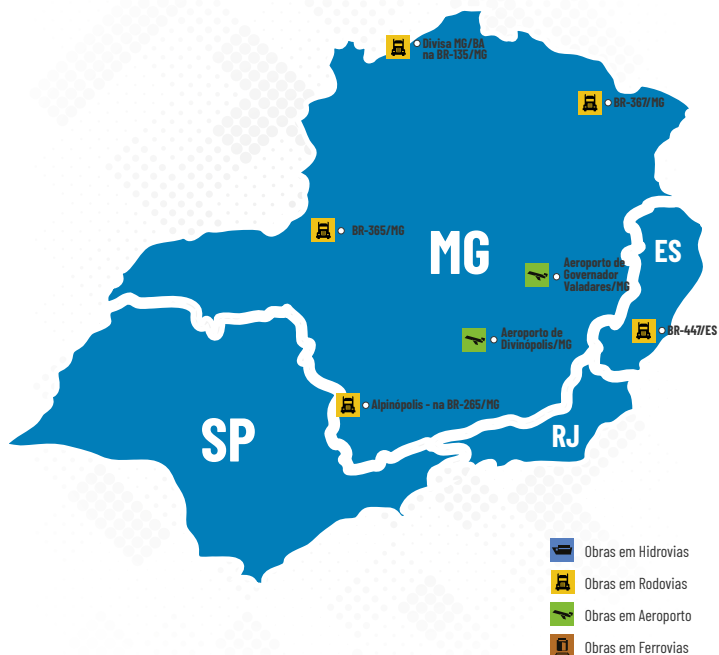 Divisa MG/BA
na BR-135/MG
BR-367/MG
BR-365/MG
MG
ES
Aeroporto de
Governador
Valadares/MG
BR-447/ES
Aeroporto de
Divinópolis/MG
Alpinópolis - na BR-265/MG
SP
RJ
Obras em Hidrovias
Obras em Rodovias
Obras em Aeroporto
Obras em Ferrovias